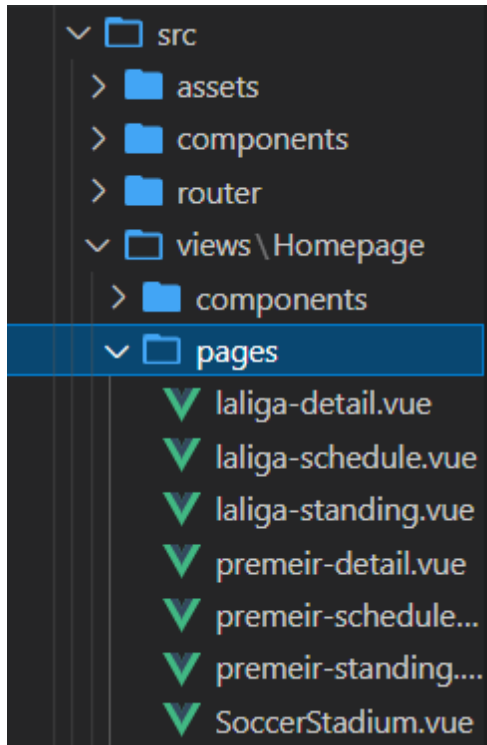 src
assets
components
router
views\Homepage
components
pages
laliga-detail.vue
laliga-schedule.vue
laliga-standing.vue
premeir-detail.vue
premeir-schedule...
premeir-standing....
SoccerStadium.vue